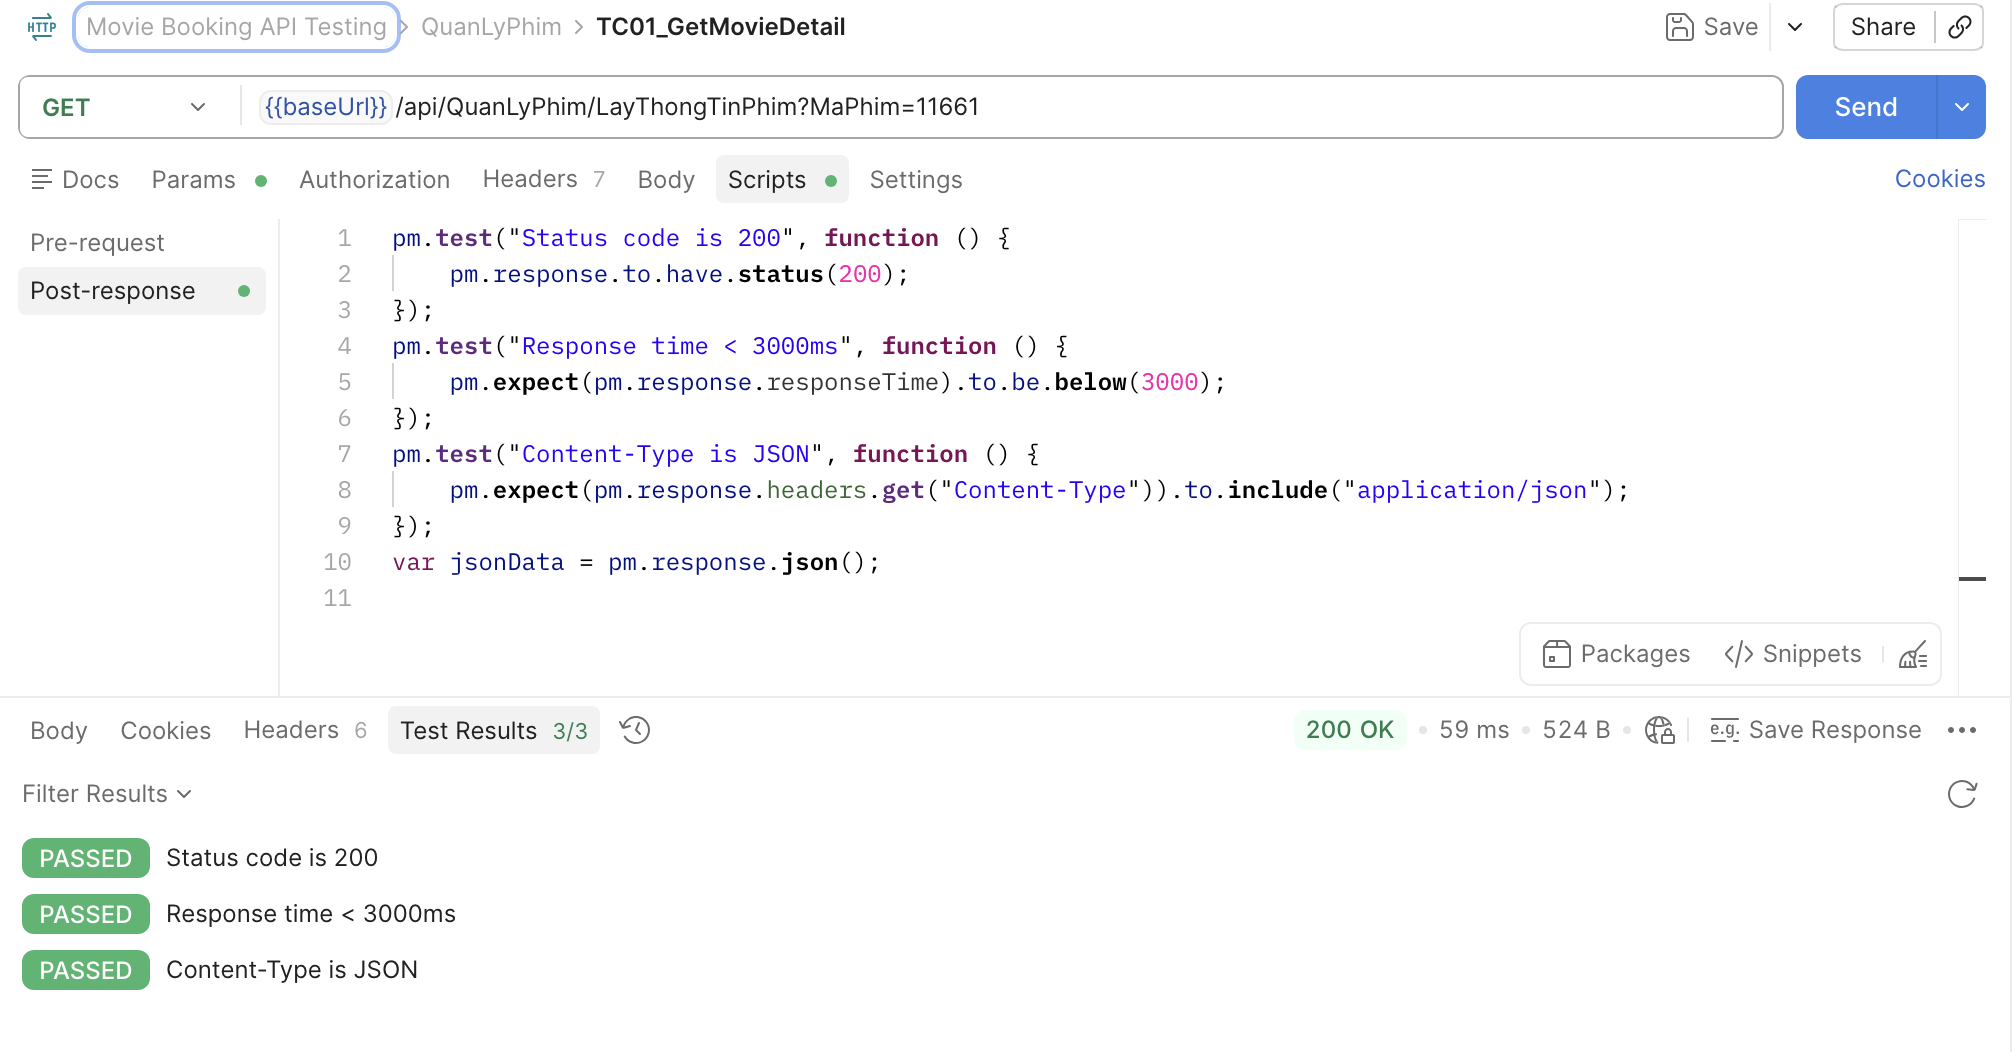 HTTP Movie Booking API Testing > QuanLyPhim > TC01_GetMovieDetail Save Share
GET {{baseUrl}} /api/QuanLyPhim/LayThongTinPhim?MaPhim=11661 Send
Docs Params Authorization Headers 7 Body Scripts Settings Cookies
Pre-request
Post-response
1 pm.test("Status code is 200", function () {
2 pm.response.to.have.status(200);
3 });
4 pm.test("Response time < 3000ms", function () {
5 pm.expect(pm.response.responseTime).to.be.below(3000);
6 });
7 pm.test("Content-Type is JSON", function () {
8 pm.expect(pm.response.headers.get("Content-Type")).to.include("application/json");
9 });
10 var jsonData = pm.response.json();
11
Packages </> Snippets
Body Cookies Headers 6 Test Results 3/3 200 OK • 59 ms • 524 B • e.g. Save Response
Filter Results
PASSED Status code is 200
PASSED Response time < 3000ms
PASSED Content-Type is JSON